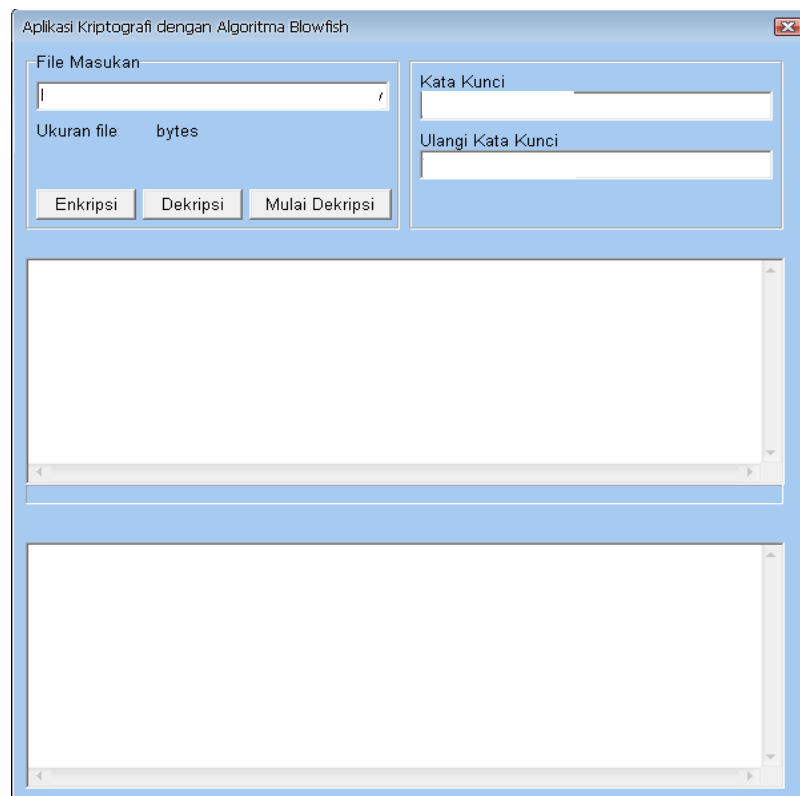 Aplikasi Kriptografi dengan Algoritma Blowfish
File Masukan
Ukuran file bytes
Enkripsi Dekripsi Mulai Dekripsi
Kata Kunci
Ulangi Kata Kunci